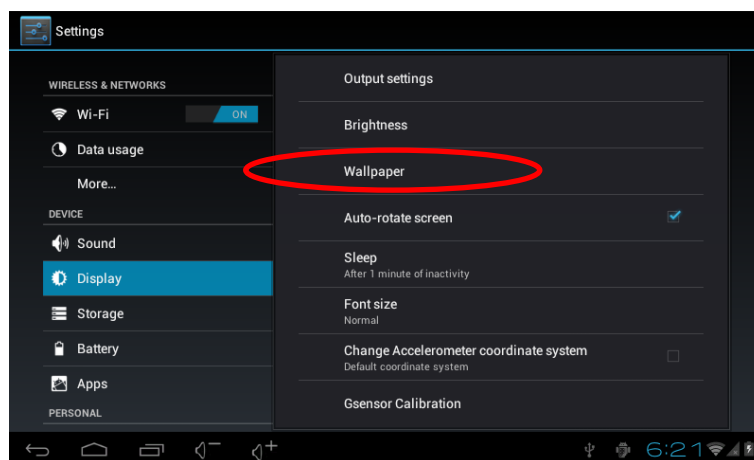 Settings
WIRELESS & NETWORKS
Wi-Fi
ON
Data usage
More...
DEVICE
Sound
Display
Storage
Battery
Apps
PERSONAL
Output settings
Brightness
Wallpaper
Auto-rotate screen
Sleep
After 1 minute of inactivity
Font size
Normal
Change Accelerometer coordinate system
Default coordinate system
Gsensor Calibration
6:21